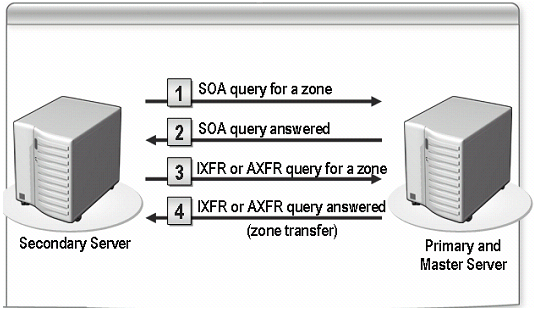 1 SOA query for a zone
2 SOA query answered
3 IXFR or AXFR query for a zone
4 IXFR or AXFR query answered
(zone transfer)
Secondary Server
Primary and
Master Server